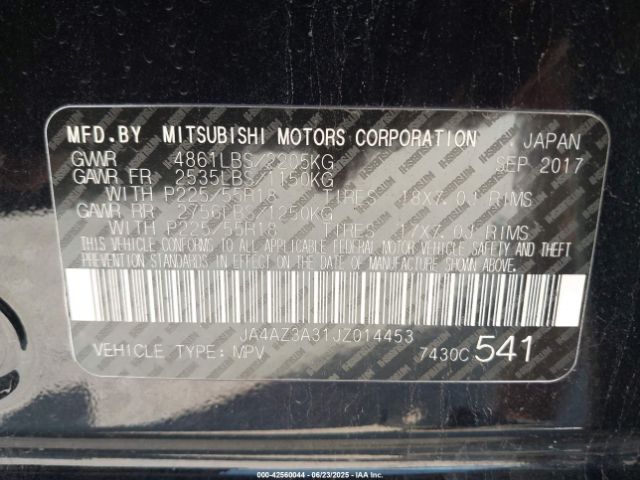 MFD.BY MITSUBISHI MOTORS CORPORATION JAPAN
GVWR 4861LBS/2205KG SEP 2017
GAWR FR 2535LBS/1150KG
WITH P225/55R18 TIRES 18X7.0J RIMS
GAWR RR 2756LBS/1250KG
WITH P225/55R18 TIRES 17X7.0J RIMS
THIS VEHICLE CONFORMS TO ALL APPLICABLE FEDERAL MOTOR VEHICLE SAFETY AND THEFT
PREVENTION STANDARDS IN EFFECT ON THE DATE OF MANUFACTURE SHOWN ABOVE.
JA4AZ3A31JZ014453
VEHICLE TYPE: MPV 7430C 541
000-42560044 - 06/23/2025 - IAA Inc.